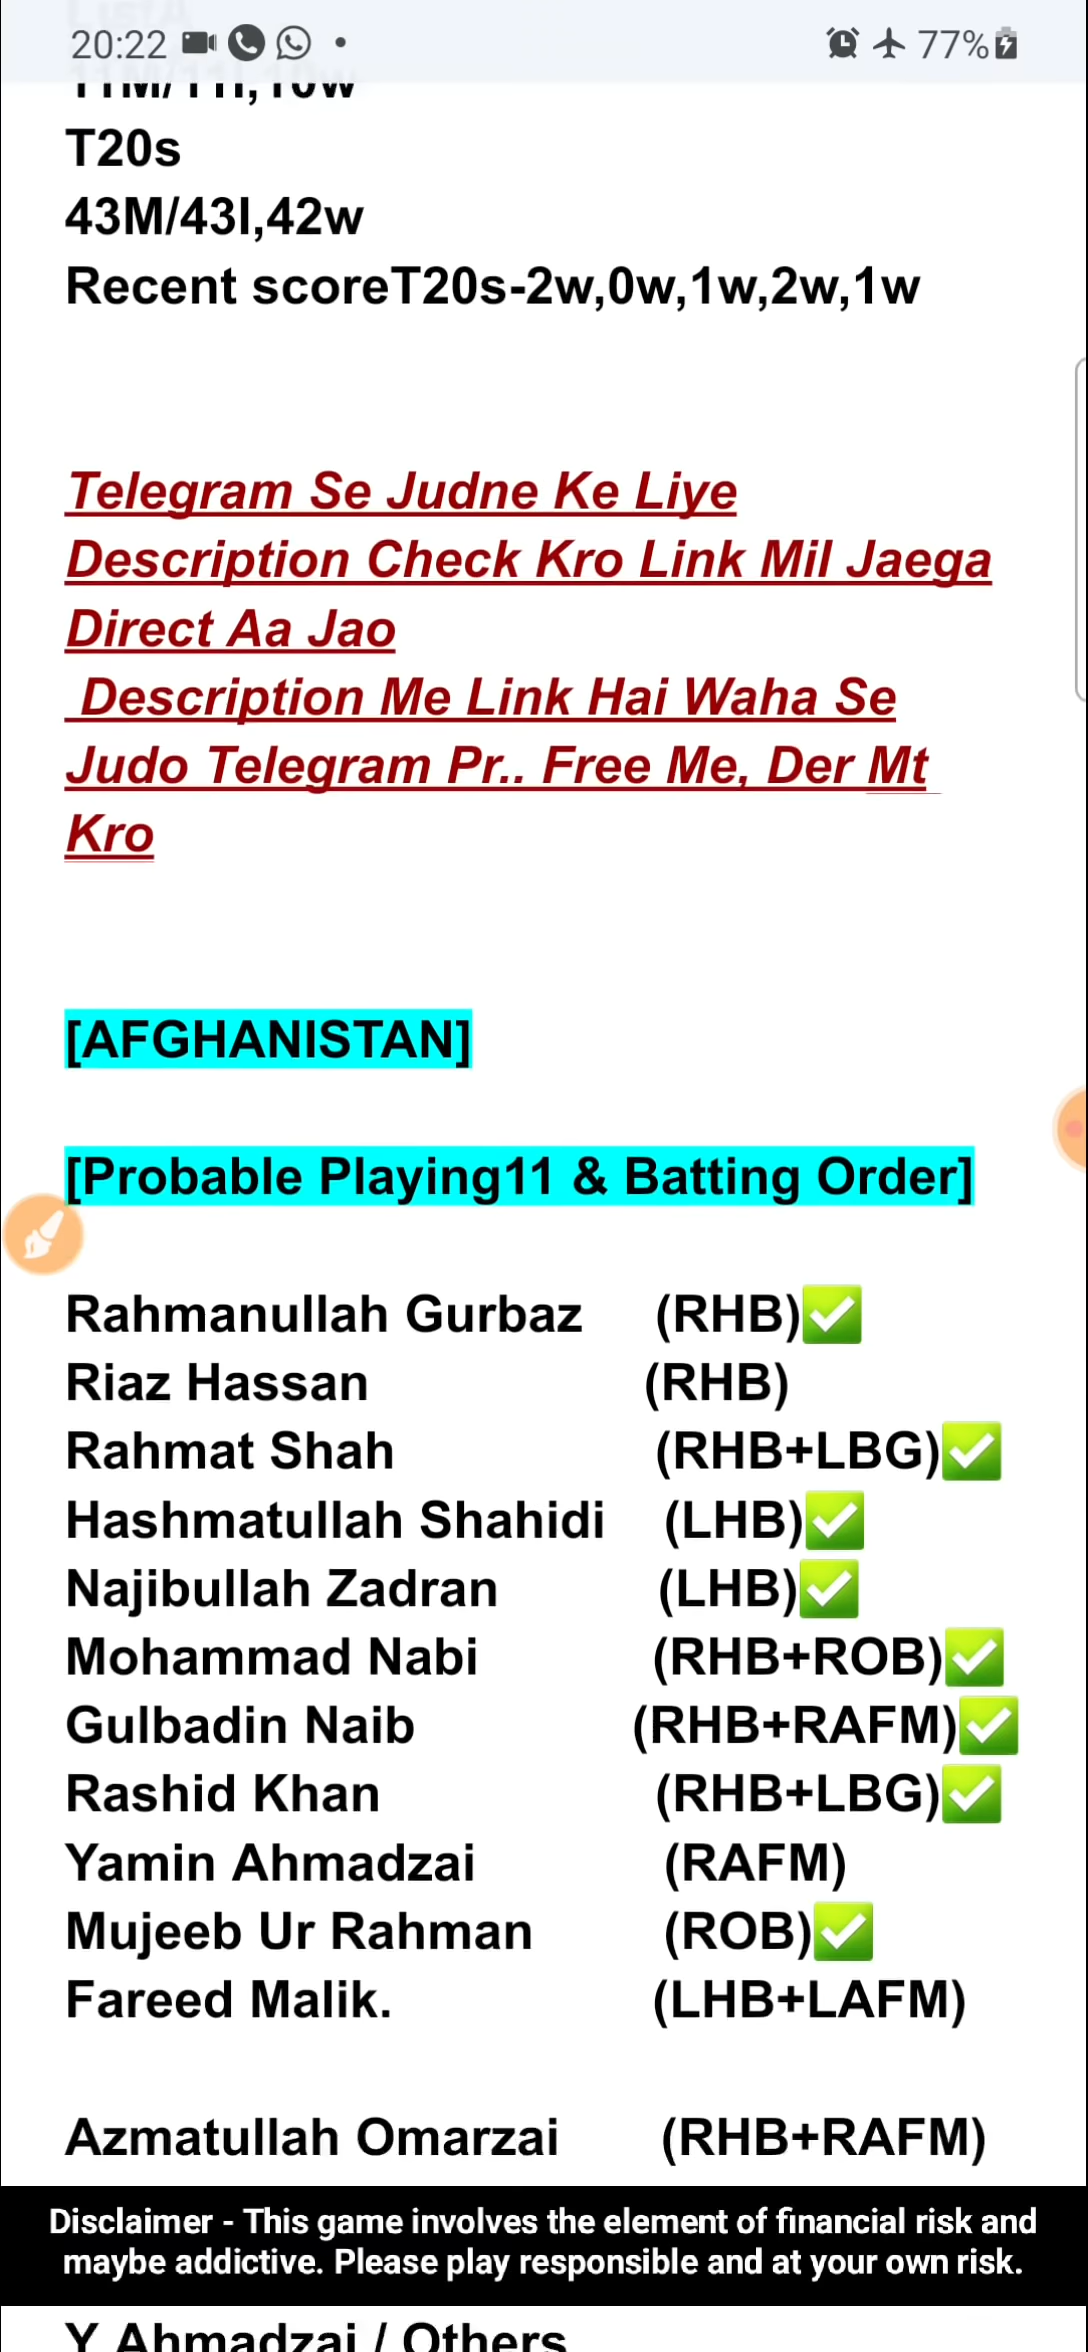 20:22
77%
T20s
43M/43I,42w
Recent scoreT20s-2w,0w,1w,2w,1w
Telegram Se Judne Ke Liye
Description Check Kro Link Mil Jaega
Direct Aa Jao
Description Me Link Hai Waha Se
Judo Telegram Pr.. Free Me, Der Mt
Kro
[AFGHANISTAN]
[Probable Playing11 & Batting Order]
Rahmanullah Gurbaz (RHB)✅
Riaz Hassan (RHB)
Rahmat Shah (RHB+LBG)✅
Hashmatullah Shahidi (LHB)✅
Najibullah Zadran (LHB)✅
Mohammad Nabi (RHB+ROB)✅
Gulbadin Naib (RHB+RAFM)✅
Rashid Khan (RHB+LBG)✅
Yamin Ahmadzai (RAFM)
Mujeeb Ur Rahman (ROB)✅
Fareed Malik. (LHB+LAFM)
Azmatullah Omarzai (RHB+RAFM)
Disclaimer - This game involves the element of financial risk and
maybe addictive. Please play responsible and at your own risk.
Y Ahmadzai / Others